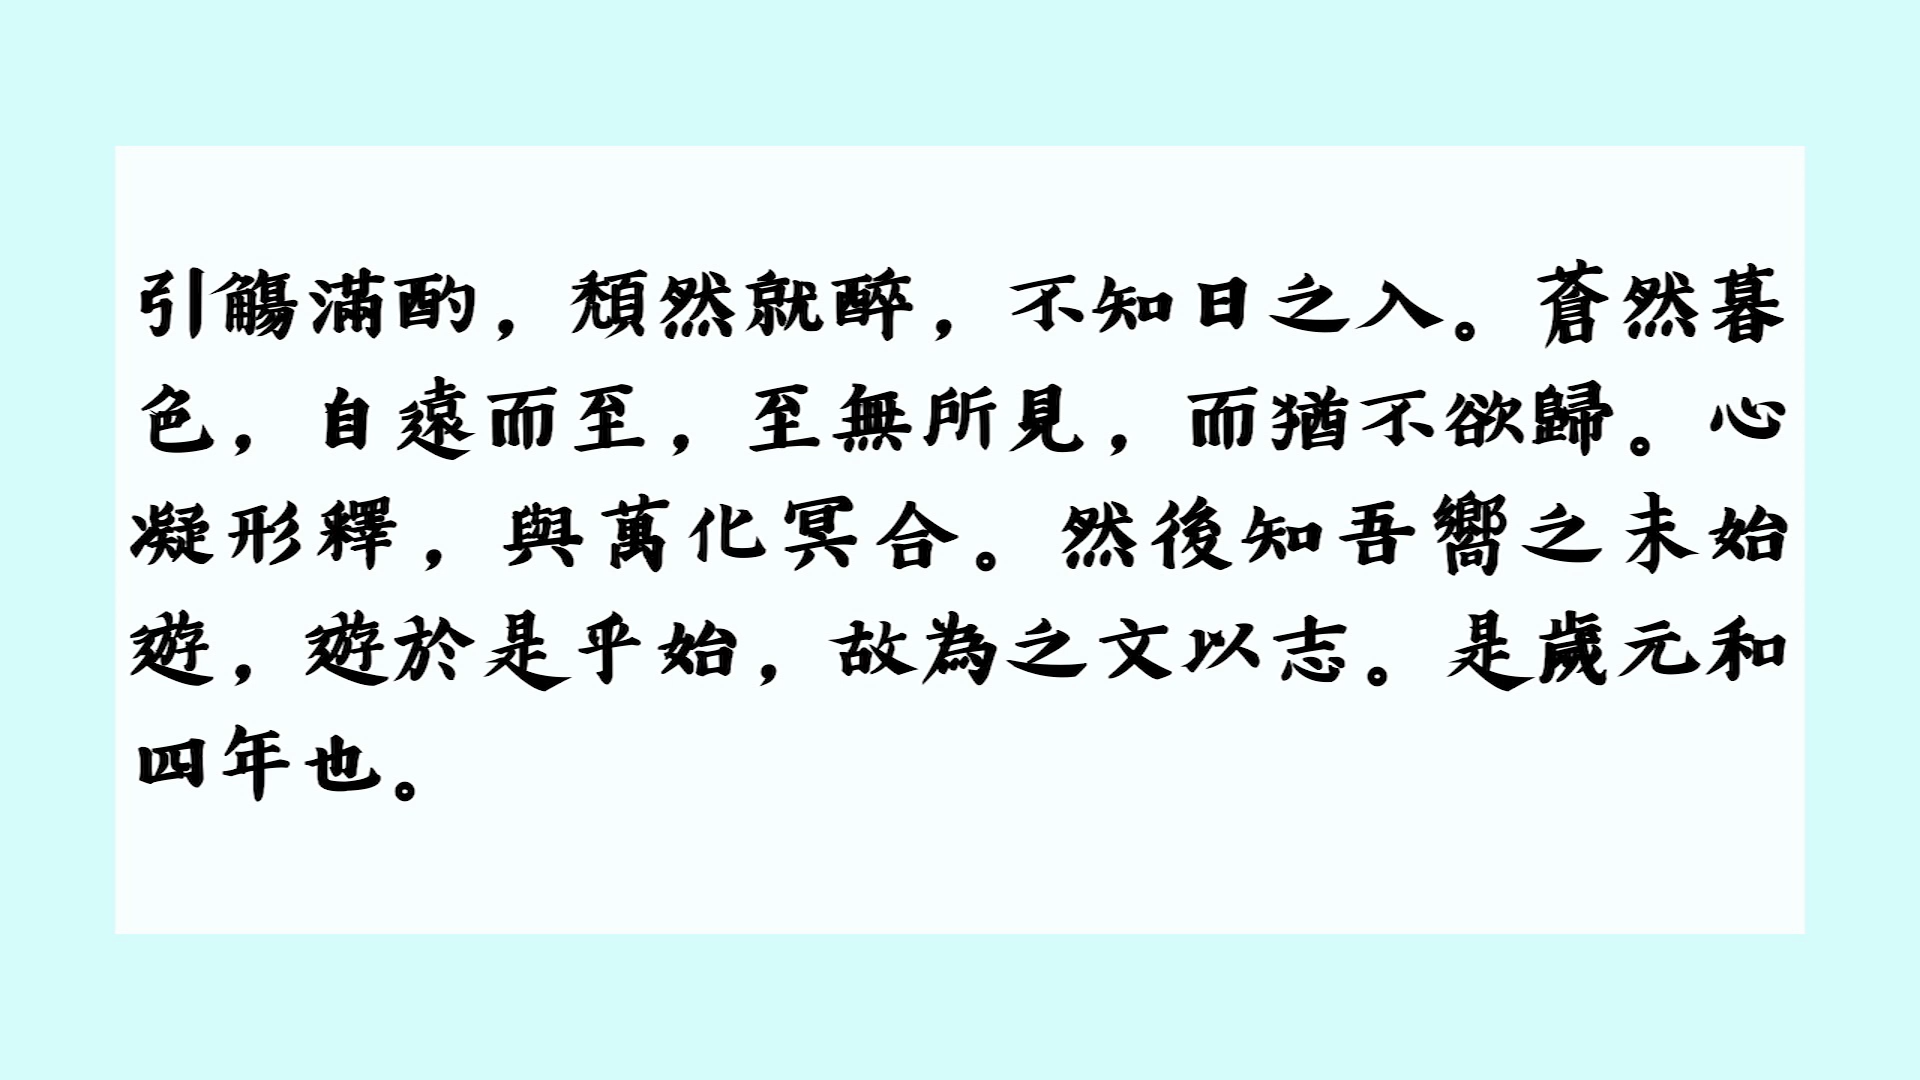 引觴滿酌，頹然就醉，不知日之入。蒼然暮
色，自遠而至，至無所見，而猶不欲歸。心
凝形釋，與萬化冥合。然後知吾嚮之未始
遊，遊於是乎始，故為之文以志。是歲元和
四年也。